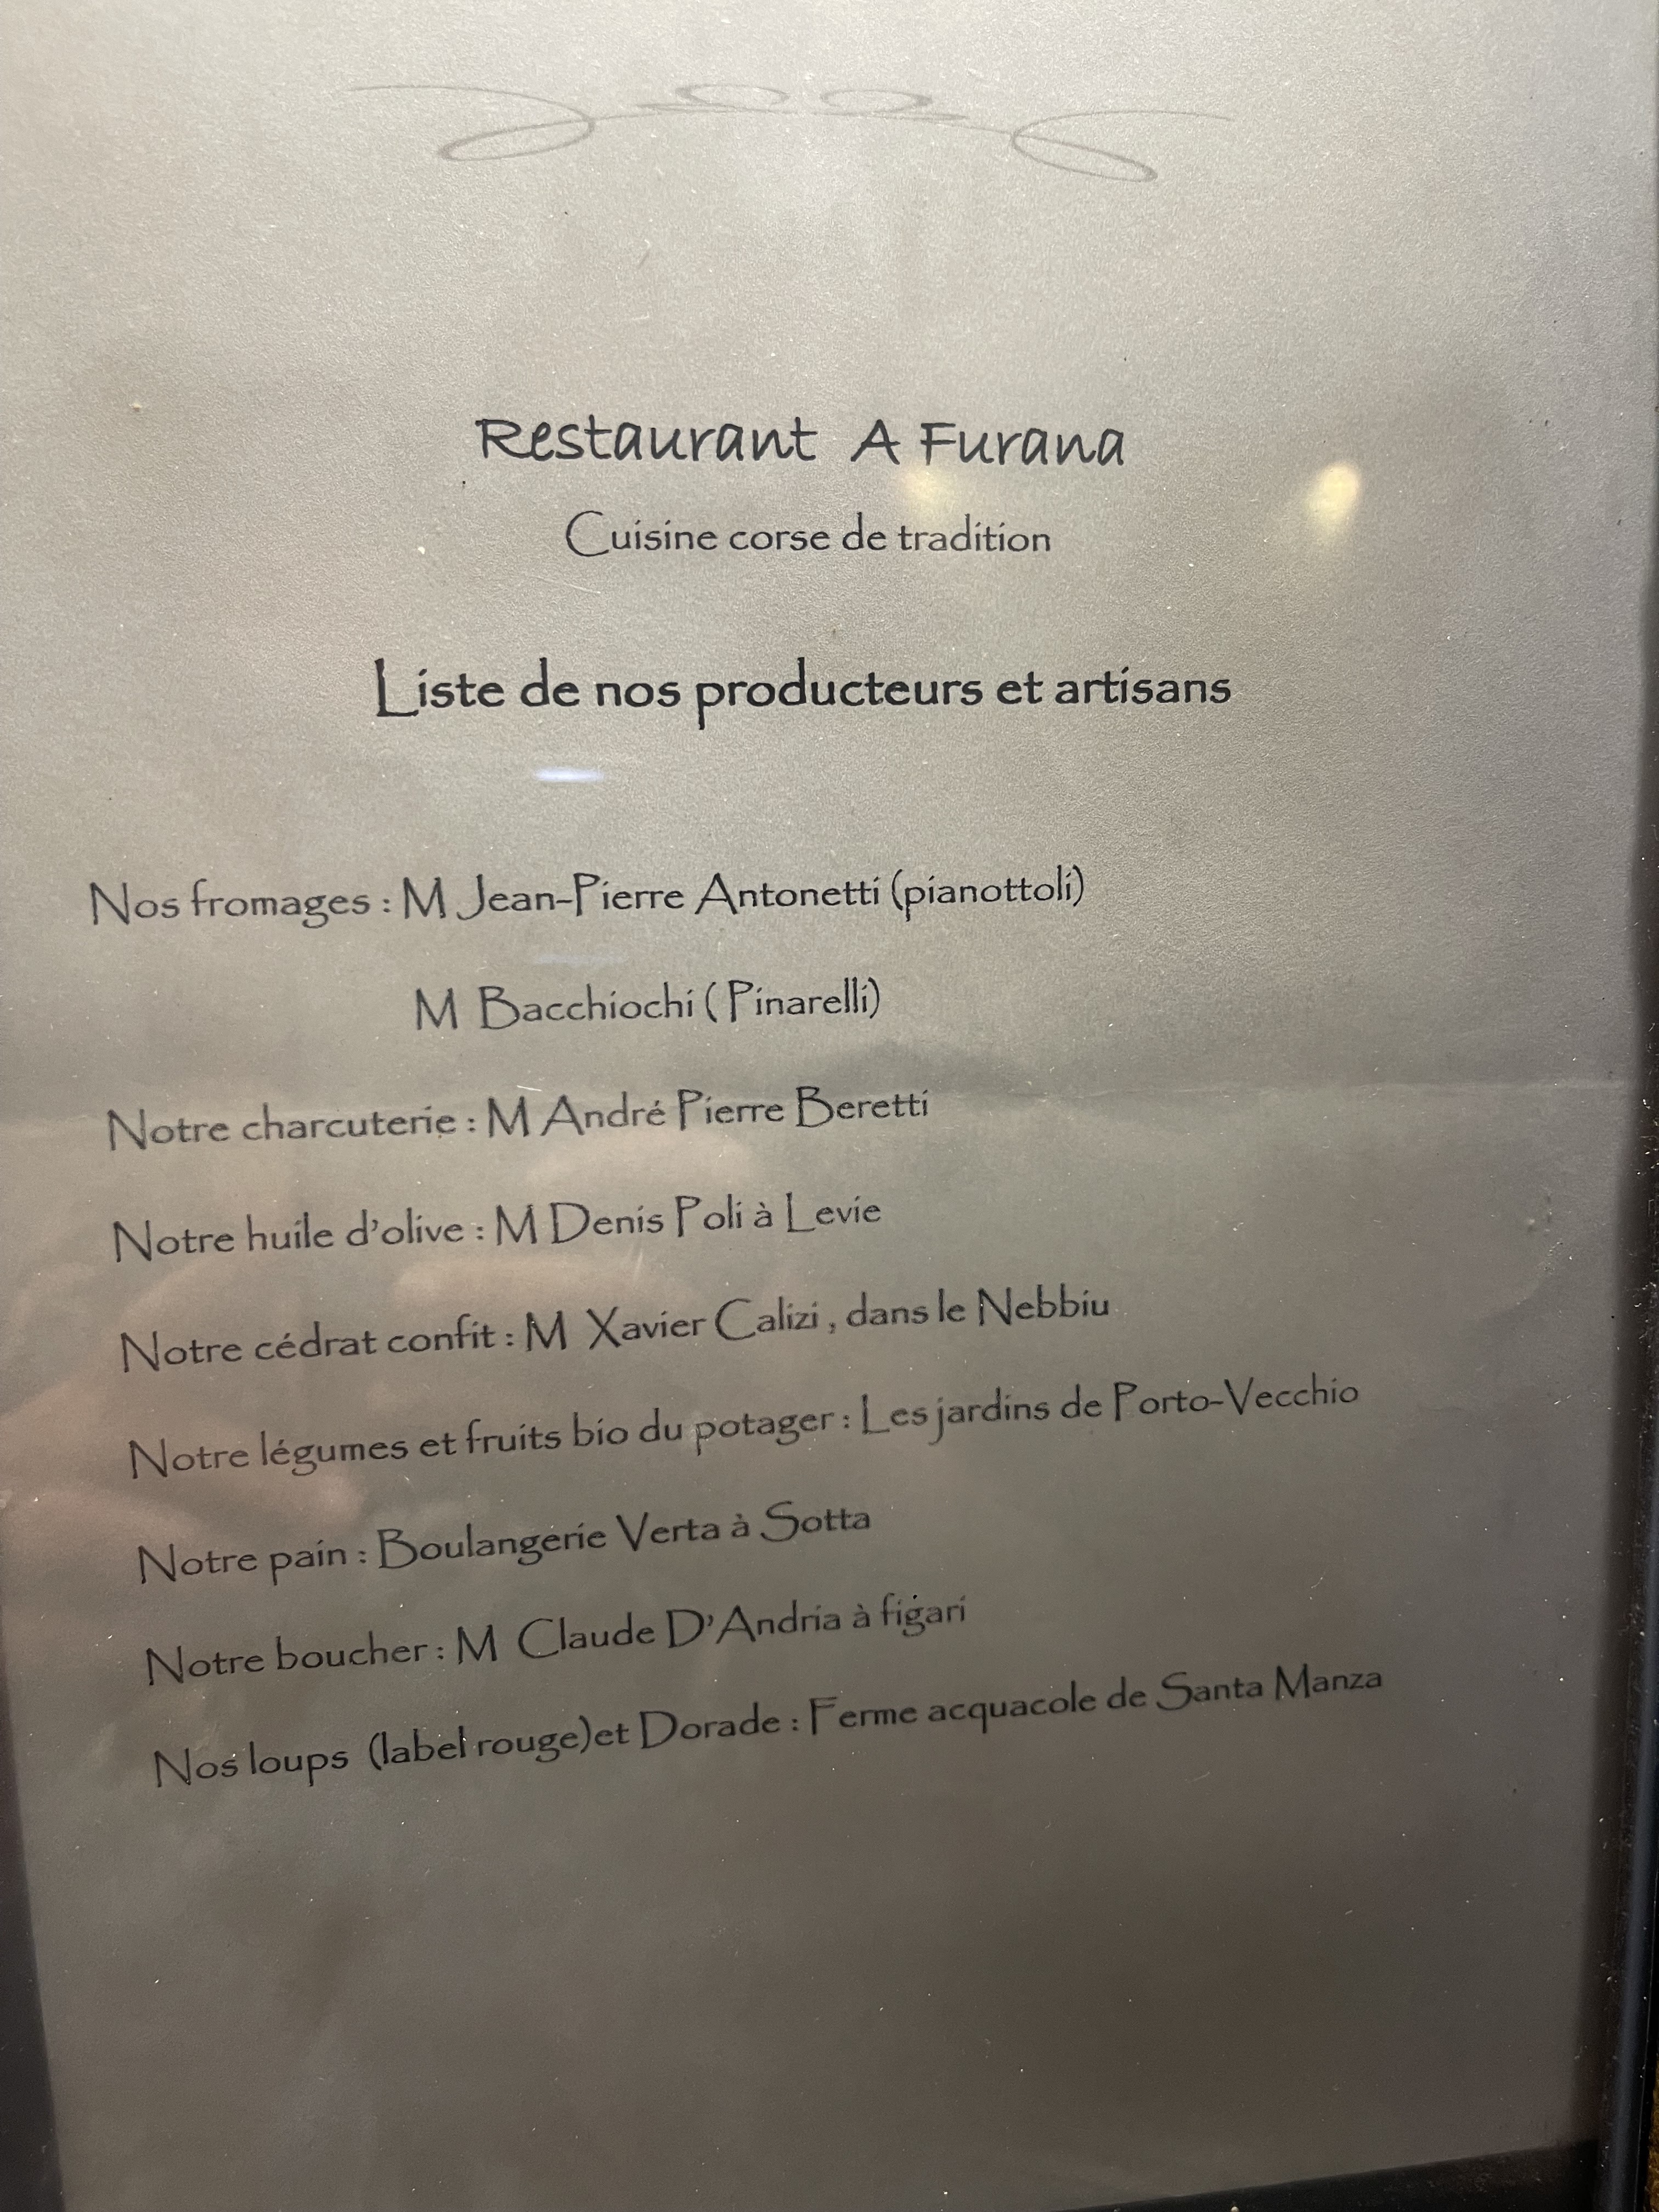 Restaurant A Furana
Cuisine corse de tradition
Liste de nos producteurs et artisans
Nos fromages : M Jean-Pierre Antonetti (pianottoli)
M Bacchiochi ( Pinarelli)
Notre charcuterie : M André Pierre Beretti
Notre huile d'olive : M Denis Poli à Levie
Notre cédrat confit : M Xavier Calizi , dans le Nebbiu
Notre légumes et fruits bio du potager : Les jardins de Porto-Vecchio
Notre pain : Boulangerie Verta à Sotta
Notre boucher : M Claude D'Andria à figari
Nos loups (label rouge)et Dorade : Ferme acquacole de Santa Manza